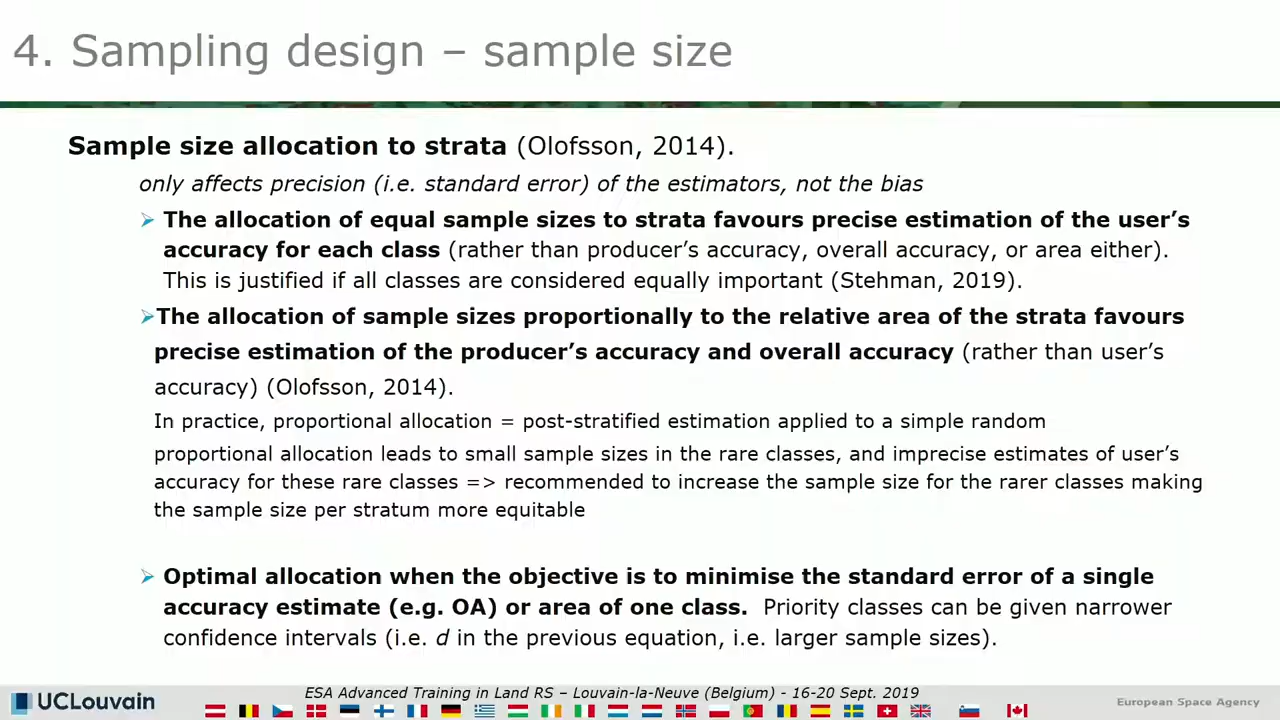 4. Sampling design – sample size
Sample size allocation to strata (Olofsson, 2014).
only affects precision (i.e. standard error) of the estimators, not the bias
The allocation of equal sample sizes to strata favours precise estimation of the user's
accuracy for each class (rather than producer's accuracy, overall accuracy, or area either).
This is justified if all classes are considered equally important (Stehman, 2019).
The allocation of sample sizes proportionally to the relative area of the strata favours
precise estimation of the producer's accuracy and overall accuracy (rather than user's
accuracy) (Olofsson, 2014).
In practice, proportional allocation = post-stratified estimation applied to a simple random
proportional allocation leads to small sample sizes in the rare classes, and imprecise estimates of user's
accuracy for these rare classes => recommended to increase the sample size for the rarer classes making
the sample size per stratum more equitable
Optimal allocation when the objective is to minimise the standard error of a single
accuracy estimate (e.g. OA) or area of one class. Priority classes can be given narrower
confidence intervals (i.e. d in the previous equation, i.e. larger sample sizes).
UCLouvain
ESA Advanced Training in Land RS – Louvain-la-Neuve (Belgium) - 16-20 Sept. 2019
European Space Agency